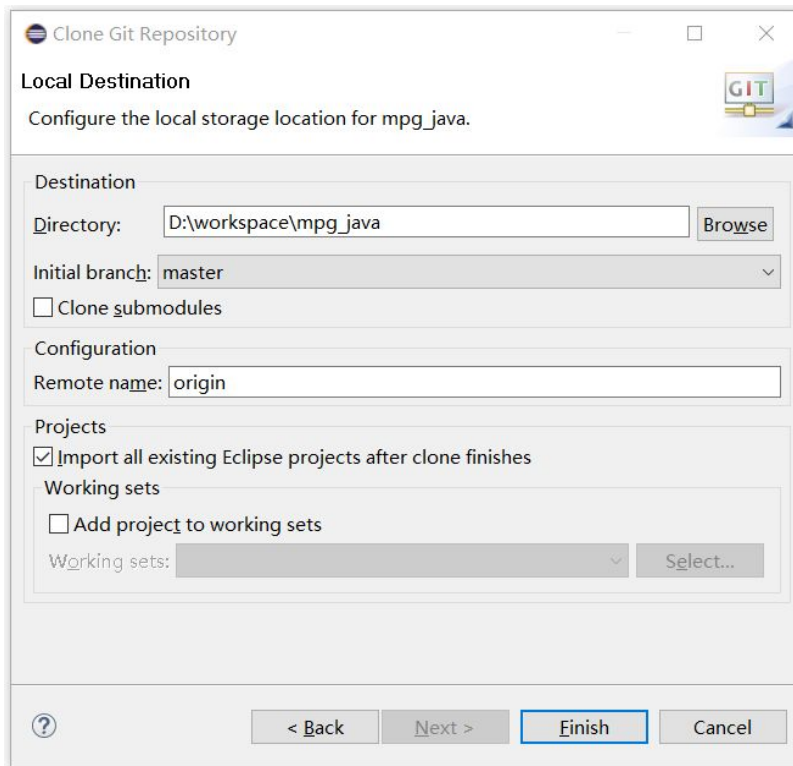 Clone Git Repository
Local Destination
GIT
Configure the local storage location for mpg_java.
Destination
Directory: D:\workspace\mpg_java Browse
Initial branch: master
Clone submodules
Configuration
Remote name: origin
Projects
Import all existing Eclipse projects after clone finishes
Working sets
Add project to working sets
Working sets: Select...
? < Back Next > Finish Cancel